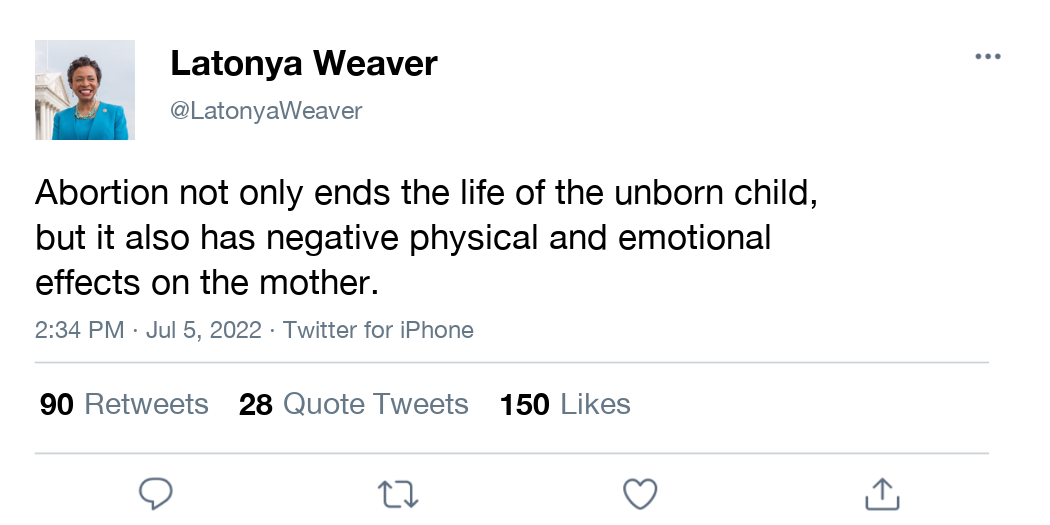 Latonya Weaver
@LatonyaWeaver
Abortion not only ends the life of the unborn child,
but it also has negative physical and emotional
effects on the mother.
2:34 PM · Jul 5, 2022 · Twitter for iPhone
90 Retweets 28 Quote Tweets 150 Likes